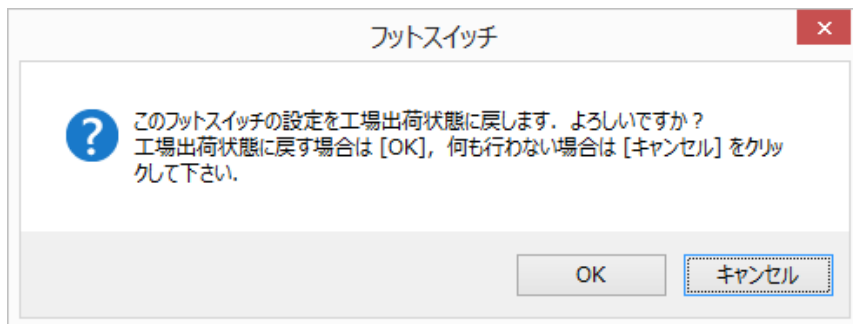 フットスイッチ
このフットスイッチの設定を工場出荷状態に戻します．よろしいですか？
工場出荷状態に戻す場合は [OK]，何も行わない場合は [キャンセル] をクリッ
クして下さい．
OK
キャンセル